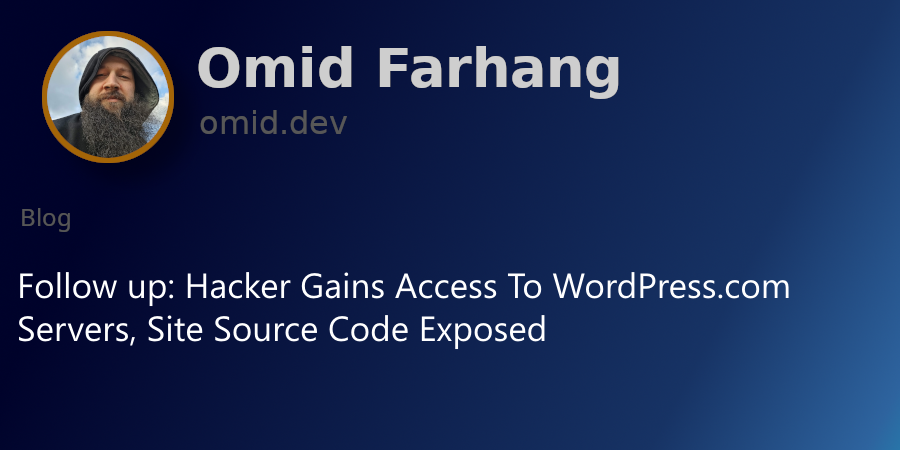 Omid Farhang
omid.dev
Blog
Follow up: Hacker Gains Access To WordPress.com
Servers, Site Source Code Exposed